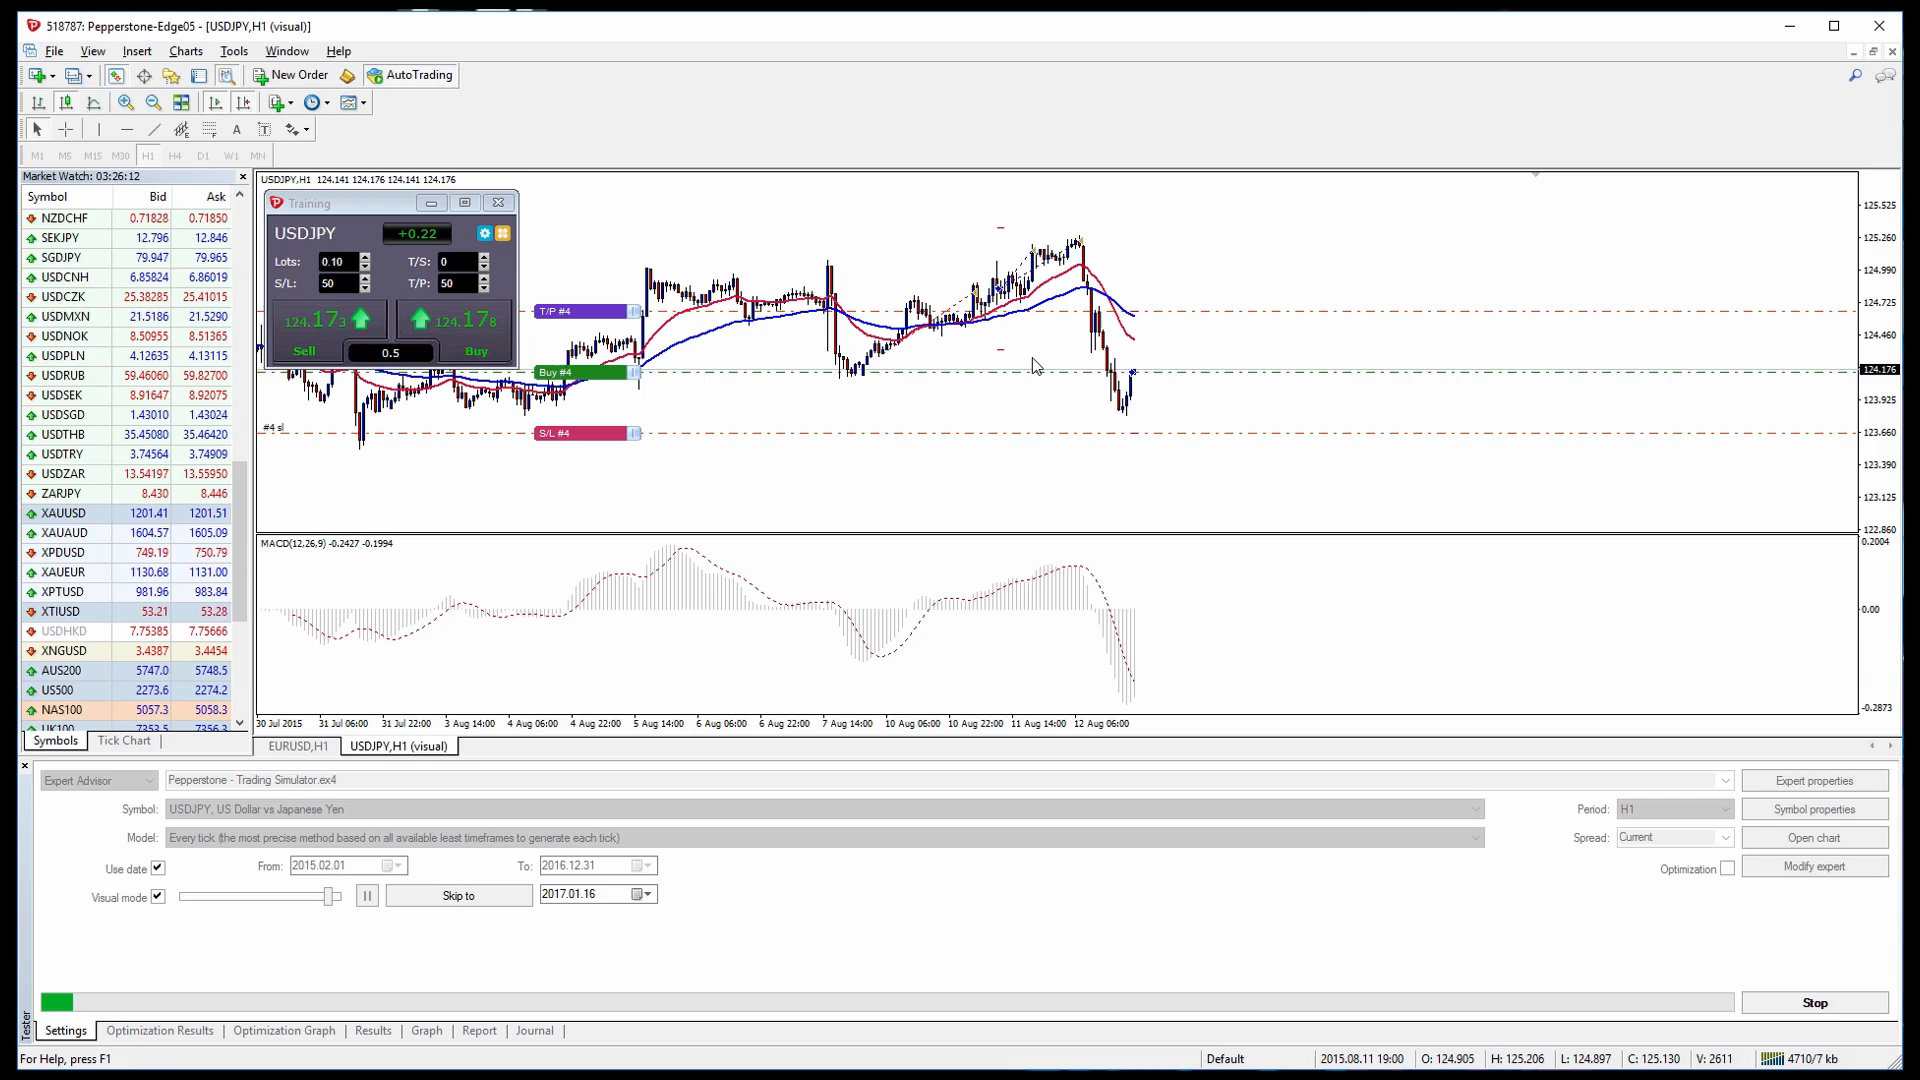 518787: Pepperstone-Edge05 - [USDJPY,H1 (visual)]
File View Insert Charts Tools Window Help
New Order AutoTrading
A T
M1 M5 M15 M30 H1 H4 D1 W1 MN
Market Watch: 03:26:12
Symbol Bid Ask
NZDCHF 0.71828 0.71850
SEKJPY 12.796 12.846
SGDJPY 79.947 79.965
USDCNH 6.85824 6.86019
USDCZK 25.38285 25.41015
USDMXN 21.5186 21.5290
USDNOK 8.50955 8.51365
USDPLN 4.12635 4.13115
USDRUB 59.46060 59.82700
USDSEK 8.91647 8.92075
USDSGD 1.43010 1.43024
USDTHB 35.45080 35.46420
USDTRY 3.74564 3.74909
USDZAR 13.54197 13.55950
ZARJPY 8.430 8.446
XAUUSD 1201.41 1201.51
XAUAUD 1604.57 1605.09
XPDUSD 749.19 750.79
XAUEUR 1130.68 1131.00
XPTUSD 981.96 983.84
XTIUSD 53.21 53.28
USDHKD 7.75385 7.75666
XNGUSD 3.4387 3.4454
AUS200 5747.0 5748.5
US500 2273.6 2274.2
NAS100 5057.3 5058.3
UK100 7353.5 7356.3
Symbols Tick Chart
USDJPY,H1 124.141 124.176 124.141 124.176
Training
USDJPY +0.22
Lots: 0.10 T/S: 0
S/L: 50 T/P: 50
124.173 124.178
Sell 0.5 Buy
T/P #4
Buy #4
S/L #4
#4 sl
125.525
125.260
124.990
124.725
124.460
124.176
123.925
123.660
123.390
123.125
122.860
MACD(12,26,9) -0.2427 -0.1994
0.2004
0.00
-0.2873
30 Jul 2015 31 Jul 06:00 31 Jul 22:00 3 Aug 14:00 4 Aug 06:00 4 Aug 22:00 5 Aug 14:00 6 Aug 06:00 6 Aug 22:00 7 Aug 14:00 10 Aug 06:00 10 Aug 22:00 11 Aug 14:00 12 Aug 06:00
EURUSD,H1 USDJPY,H1 (visual)
Expert Advisor Pepperstone - Trading Simulator.ex4 Expert properties
Symbol: USDJPY, US Dollar vs Japanese Yen Period: H1 Symbol properties
Model: Every tick (the most precise method based on all available least timeframes to generate each tick) Spread: Current Open chart
Use date From: 2015.02.01 To: 2016.12.31 Optimization Modify expert
Visual mode Skip to 2017.01.16
Stop
Tester
Settings Optimization Results Optimization Graph Results Graph Report Journal
For Help, press F1 Default 2015.08.11 19:00 O: 124.905 H: 125.206 L: 124.897 C: 125.130 V: 2611 4710/7 kb